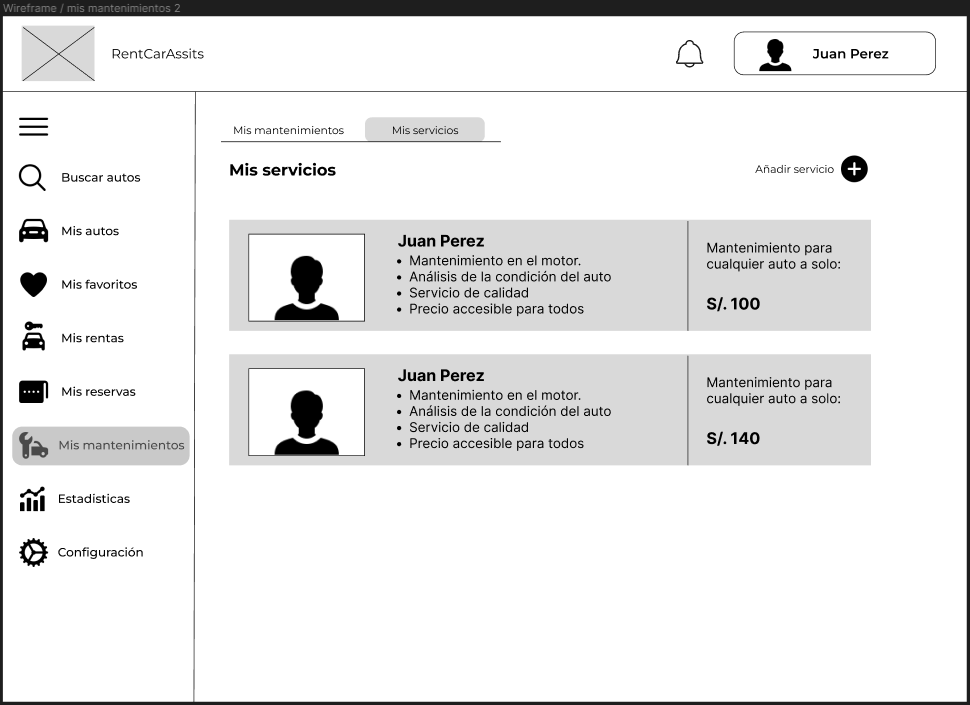 Wireframe / mis mantenimientos 2
RentCarAssits
Juan Perez
Buscar autos
Mis autos
Mis favoritos
Mis rentas
Mis reservas
Mis mantenimientos
Estadisticas
Configuración
Mis mantenimientos
Mis servicios
Mis servicios
Añadir servicio
Juan Perez
• Mantenimiento en el motor.
• Análisis de la condición del auto
• Servicio de calidad
• Precio accesible para todos
Mantenimiento para
cualquier auto a solo:
S/. 100
Juan Perez
• Mantenimiento en el motor.
• Análisis de la condición del auto
• Servicio de calidad
• Precio accesible para todos
Mantenimiento para
cualquier auto a solo:
S/. 140